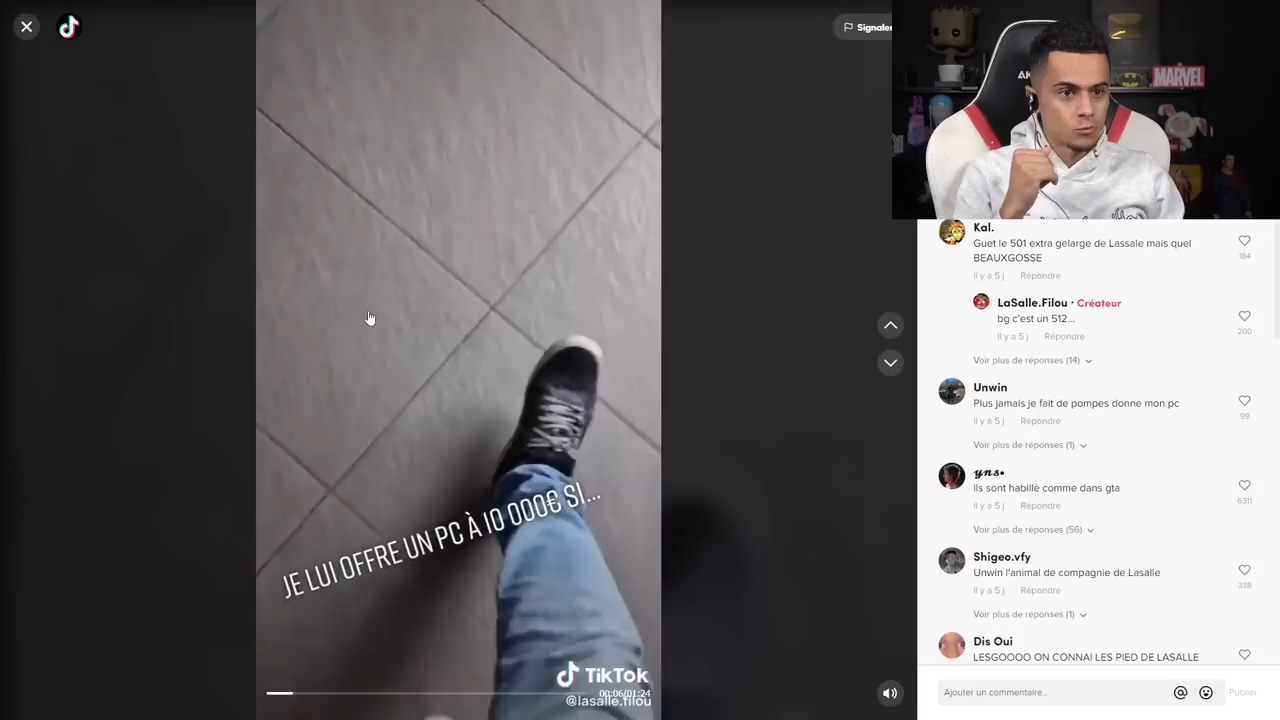 Signaler
AK
MARVEL
JE LUI OFFRE UN PC À 10 000€ SI...
TikTok
00:06/01:24
@lasalle.filou
Kal.
Guet le 501 extra gelarge de Lassale mais quel
BEAUXGOSSE
184
Il y a 5 j Répondre
LaSalle.Filou · Créateur
bg c'est un 512...
200
Il y a 5 j Répondre
Voir plus de réponses (14)
Unwin
Plus jamais je fait de pompes donne mon pc
99
Il y a 5 j Répondre
Voir plus de réponses (1)
𝔂𝓷𝓼•
ils sont habillé comme dans gta
6311
Il y a 5 j Répondre
Voir plus de réponses (56)
Shigeo.vfy
Unwin l'animal de compagnie de Lasalle
338
Il y a 5 j Répondre
Voir plus de réponses (1)
Dis Oui
LESGOOOO ON CONNAI LES PIED DE LASALLE
Ajouter un commentaire...
Publier